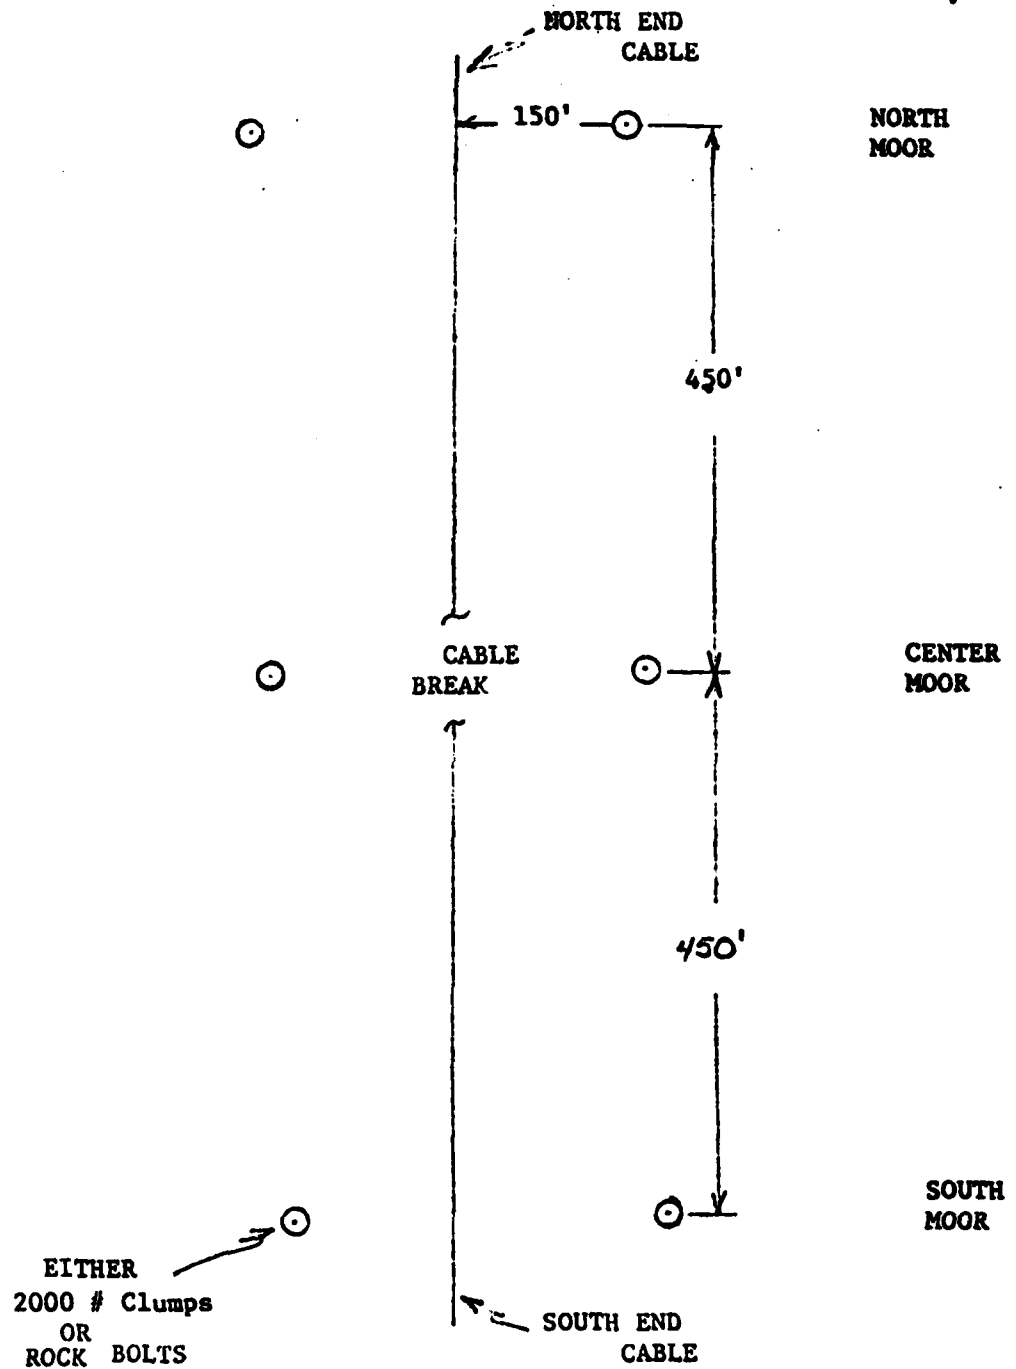 NORTH END
CABLE
150'
NORTH
MOOR
450'
CABLE
BREAK
CENTER
MOOR
450'
SOUTH
MOOR
EITHER
2000 # Clumps
OR
ROCK BOLTS
SOUTH END
CABLE